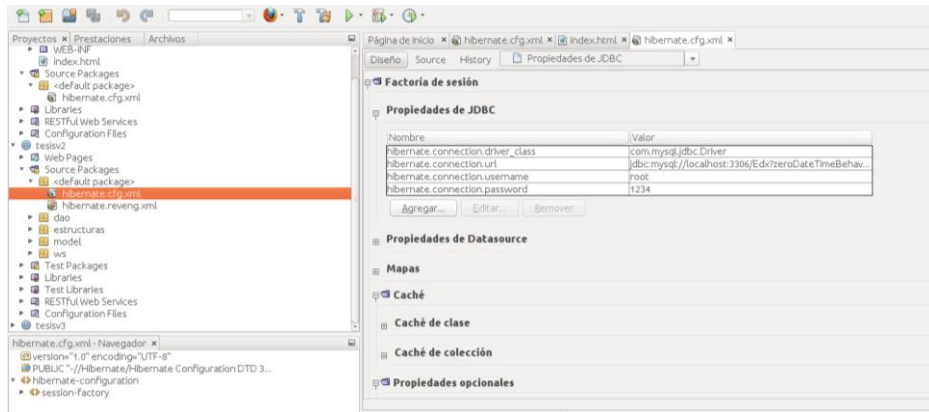 Proyectos Prestaciones Archivos
WEB-INF
index.html
Source Packages
<default package>
hibernate.cfg.xml
Libraries
RESTful Web Services
Configuration Files
tesisv2
Web Pages
Source Packages
<default package>
hibernate.cfg.xml
hibernate.reveng.xml
dao
estructuras
model
ws
Test Packages
Libraries
Test Libraries
RESTful Web Services
Configuration Files
tesisv3
hibernate.cfg.xml - Navegador
version="1.0" encoding="UTF-8"
PUBLIC "-//Hibernate/Hibernate Configuration DTD 3...
hibernate-configuration
session-factory
Página de Inicio hibernate.cfg.xml index.html hibernate.cfg.xml
Diseño Source History Propiedades de JDBC
Factoría de sesión
Propiedades de JDBC
Nombre Valor
hibernate.connection.driver_class com.mysql.jdbc.Driver
hibernate.connection.url jdbc:mysql://localhost:3306/Edx?zeroDateTimeBehav...
hibernate.connection.username root
hibernate.connection.password 1234
Agregar... Editar... Remover
Propiedades de Datasource
Mapas
Caché
Caché de clase
Caché de colección
Propiedades opcionales